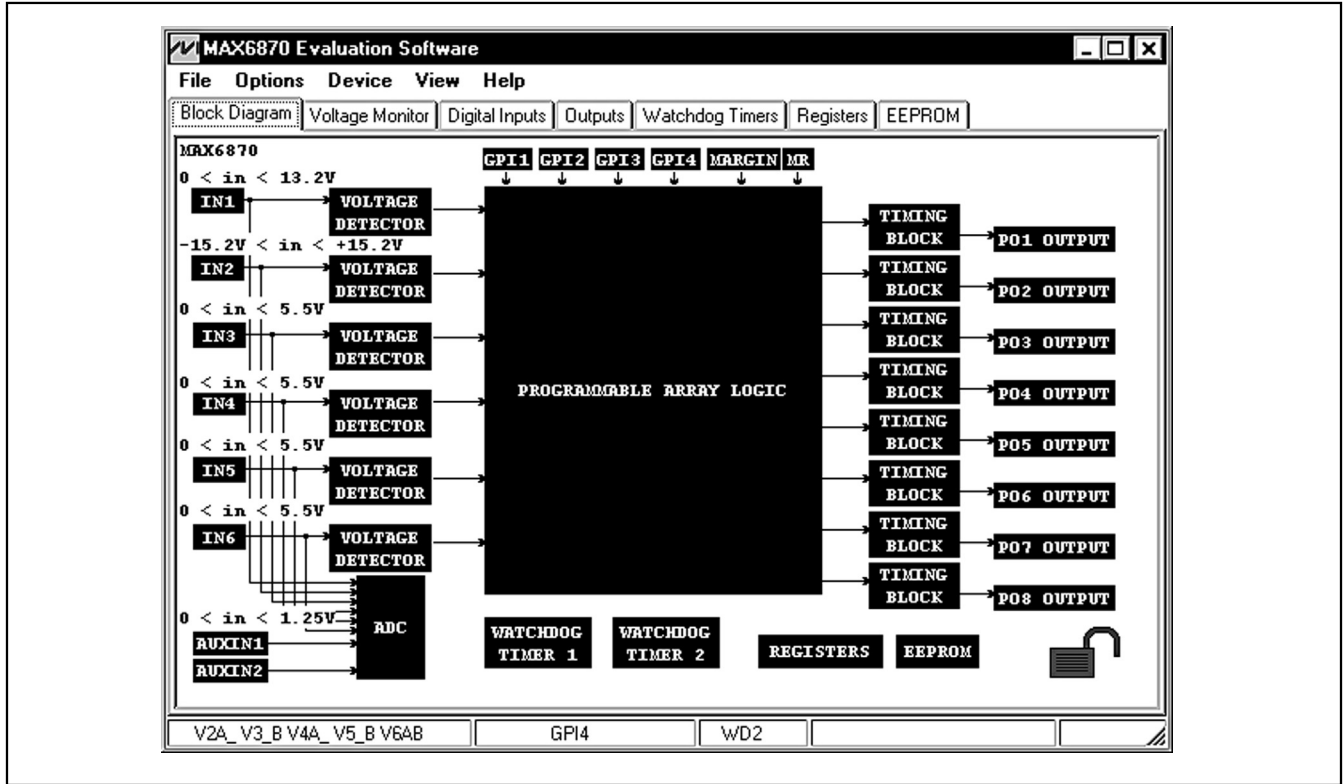 MAX6870 Evaluation Software
File Options Device View Help
Block Diagram Voltage Monitor Digital Inputs Outputs Watchdog Timers Registers EEPROM
MAX6870
GPI1 GPI2 GPI3 GPI4 MARGIN MR
0 < in < 13.2V
IN1
VOLTAGE
DETECTOR
-15.2V < in < +15.2V
IN2
VOLTAGE
DETECTOR
0 < in < 5.5V
IN3
VOLTAGE
DETECTOR
0 < in < 5.5V
IN4
VOLTAGE
DETECTOR
0 < in < 5.5V
IN5
VOLTAGE
DETECTOR
0 < in < 5.5V
IN6
VOLTAGE
DETECTOR
0 < in < 1.25V
AUXIN1
AUXIN2
ADC
PROGRAMMABLE ARRAY LOGIC
TIMING
BLOCK
PO1 OUTPUT
TIMING
BLOCK
PO2 OUTPUT
TIMING
BLOCK
PO3 OUTPUT
TIMING
BLOCK
PO4 OUTPUT
TIMING
BLOCK
PO5 OUTPUT
TIMING
BLOCK
PO6 OUTPUT
TIMING
BLOCK
PO7 OUTPUT
TIMING
BLOCK
PO8 OUTPUT
WATCHDOG
TIMER 1
WATCHDOG
TIMER 2
REGISTERS
EEPROM
V2A_ V3_B V4A_ V5_B V6AB
GPI4
WD2